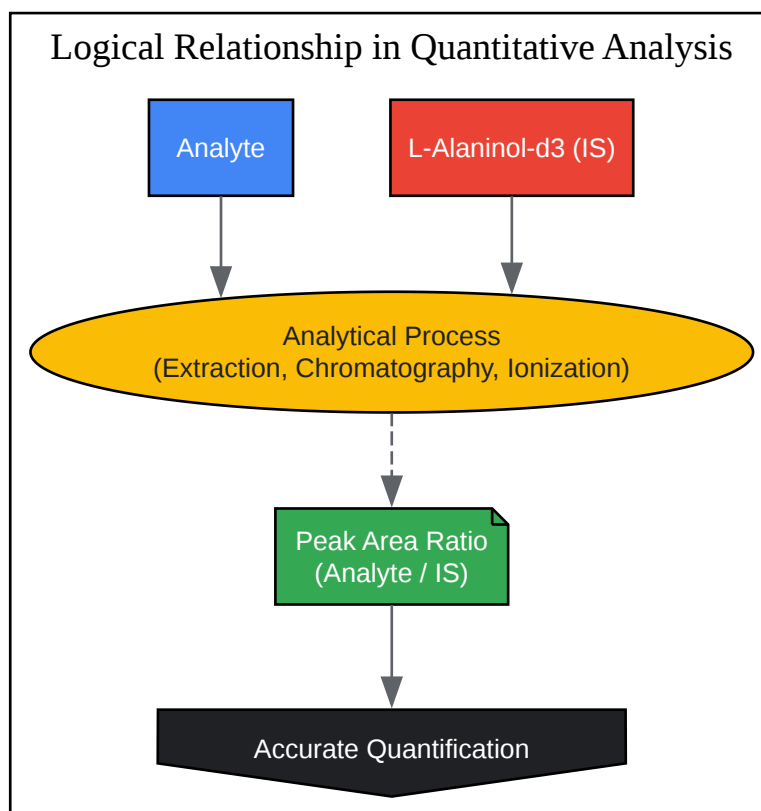 Logical Relationship in Quantitative Analysis
Analyte
L-Alaninol-d3 (IS)
Analytical Process
(Extraction, Chromatography, Ionization)
Peak Area Ratio
(Analyte / IS)
Accurate Quantification